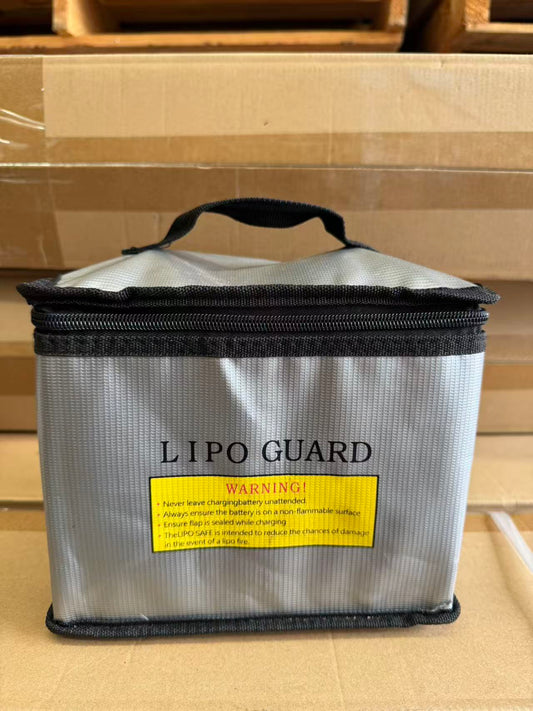 LIPO GUARD
WARNING!
• Never leave chargingbattery unattended
• Always ensure the battery is on a non-flammable surface
• Ensure flap is sealed while charging
• TheLIPO SAFE is intended to reduce the chances of damage
in the event of a lipo fire.